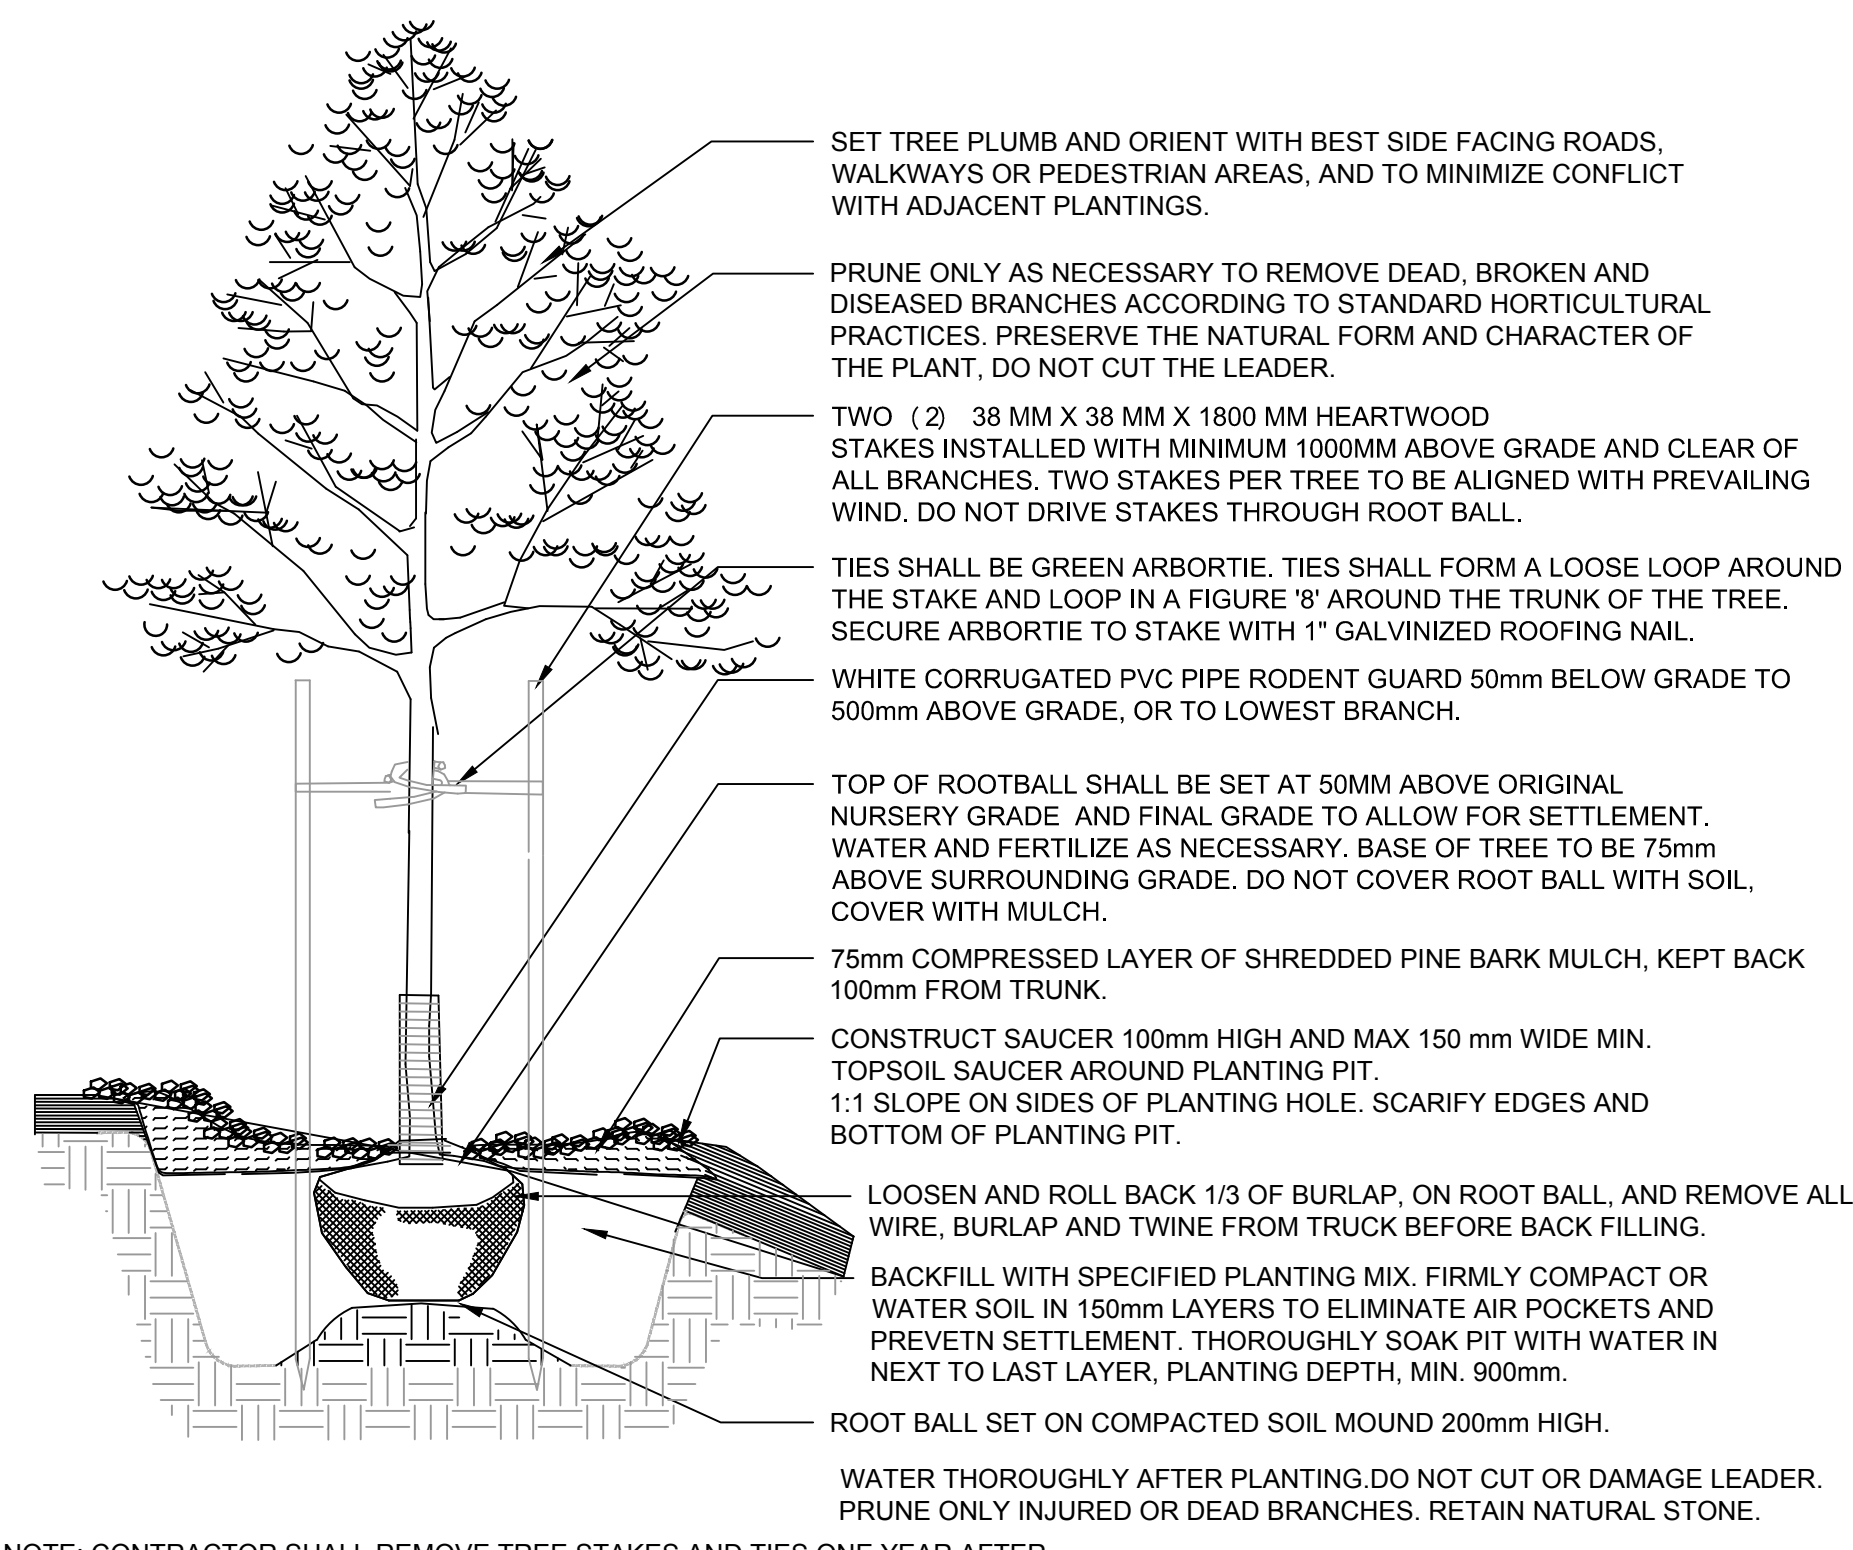 SET TREE PLUMB AND ORIENT WITH BEST SIDE FACING ROADS,
WALKWAYS OR PEDESTRIAN AREAS, AND TO MINIMIZE CONFLICT
WITH ADJACENT PLANTINGS.
PRUNE ONLY AS NECESSARY TO REMOVE DEAD, BROKEN AND
DISEASED BRANCHES ACCORDING TO STANDARD HORTICULTURAL
PRACTICES. PRESERVE THE NATURAL FORM AND CHARACTER OF
THE PLANT, DO NOT CUT THE LEADER.
TWO (2) 38 MM X 38 MM X 1800 MM HEARTWOOD
STAKES INSTALLED WITH MINIMUM 1000MM ABOVE GRADE AND CLEAR OF
ALL BRANCHES. TWO STAKES PER TREE TO BE ALIGNED WITH PREVAILING
WIND. DO NOT DRIVE STAKES THROUGH ROOT BALL.
TIES SHALL BE GREEN ARBORTIE. TIES SHALL FORM A LOOSE LOOP AROUND
THE STAKE AND LOOP IN A FIGURE '8' AROUND THE TRUNK OF THE TREE.
SECURE ARBORTIE TO STAKE WITH 1" GALVINIZED ROOFING NAIL.
WHITE CORRUGATED PVC PIPE RODENT GUARD 50mm BELOW GRADE TO
500mm ABOVE GRADE, OR TO LOWEST BRANCH.
TOP OF ROOTBALL SHALL BE SET AT 50MM ABOVE ORIGINAL
NURSERY GRADE AND FINAL GRADE TO ALLOW FOR SETTLEMENT.
WATER AND FERTILIZE AS NECESSARY. BASE OF TREE TO BE 75mm
ABOVE SURROUNDING GRADE. DO NOT COVER ROOT BALL WITH SOIL,
COVER WITH MULCH.
75mm COMPRESSED LAYER OF SHREDDED PINE BARK MULCH, KEPT BACK
100mm FROM TRUNK.
CONSTRUCT SAUCER 100mm HIGH AND MAX 150 mm WIDE MIN.
TOPSOIL SAUCER AROUND PLANTING PIT.
1:1 SLOPE ON SIDES OF PLANTING HOLE. SCARIFY EDGES AND
BOTTOM OF PLANTING PIT.
LOOSEN AND ROLL BACK 1/3 OF BURLAP, ON ROOT BALL, AND REMOVE ALL
WIRE, BURLAP AND TWINE FROM TRUCK BEFORE BACK FILLING.
BACKFILL WITH SPECIFIED PLANTING MIX. FIRMLY COMPACT OR
WATER SOIL IN 150mm LAYERS TO ELIMINATE AIR POCKETS AND
PREVETN SETTLEMENT. THOROUGHLY SOAK PIT WITH WATER IN
NEXT TO LAST LAYER, PLANTING DEPTH, MIN. 900mm.
ROOT BALL SET ON COMPACTED SOIL MOUND 200mm HIGH.
WATER THOROUGHLY AFTER PLANTING.DO NOT CUT OR DAMAGE LEADER.
PRUNE ONLY INJURED OR DEAD BRANCHES. RETAIN NATURAL STONE.
NOTE: CONTRACTOR SHALL REMOVE TREE STAKES AND TIES ONE YEAR AFTER